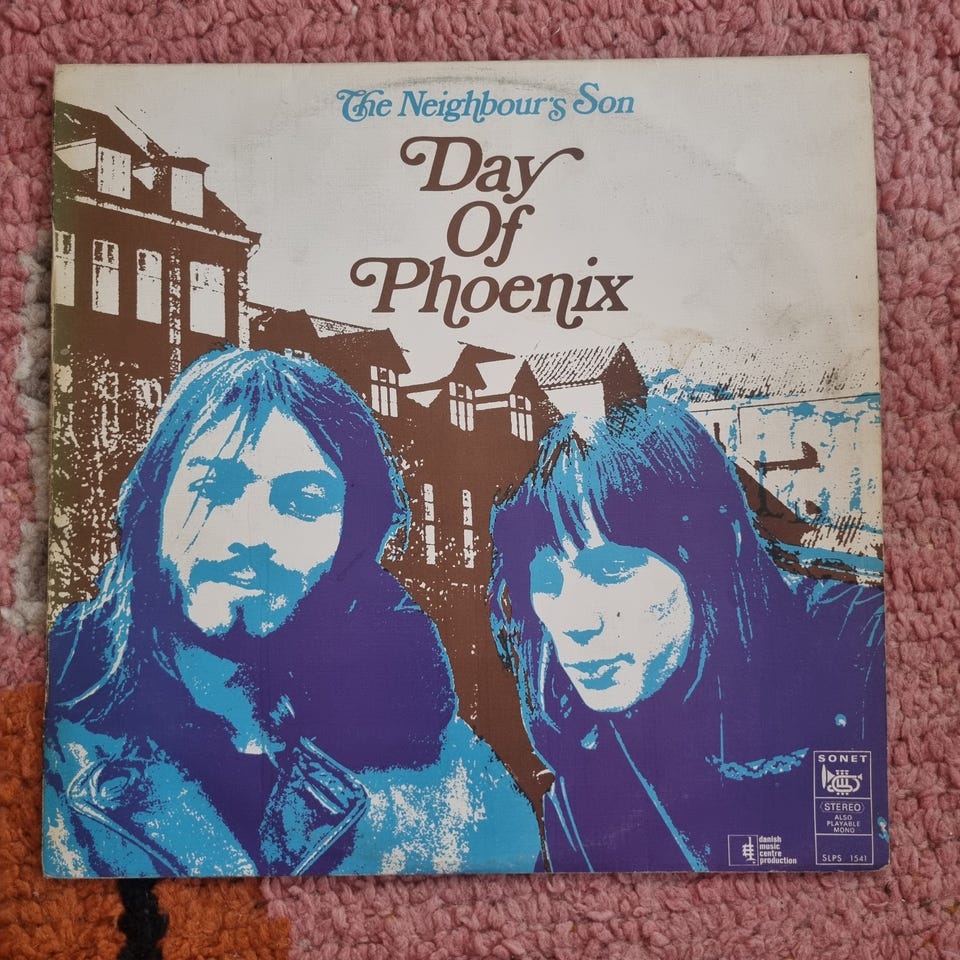 The Neighbour's Son
Day
Of
Phoenix
SONET
STEREO
ALSO
PLAYABLE
MONO
SLPS 1541
danish
music
centre
production